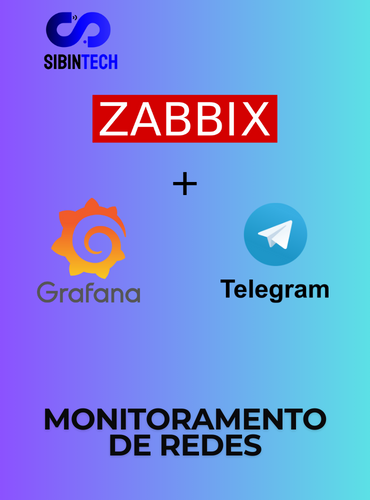 SIBINTECH
ZABBIX
+
Grafana
Telegram
MONITORAMENTO
DE REDES